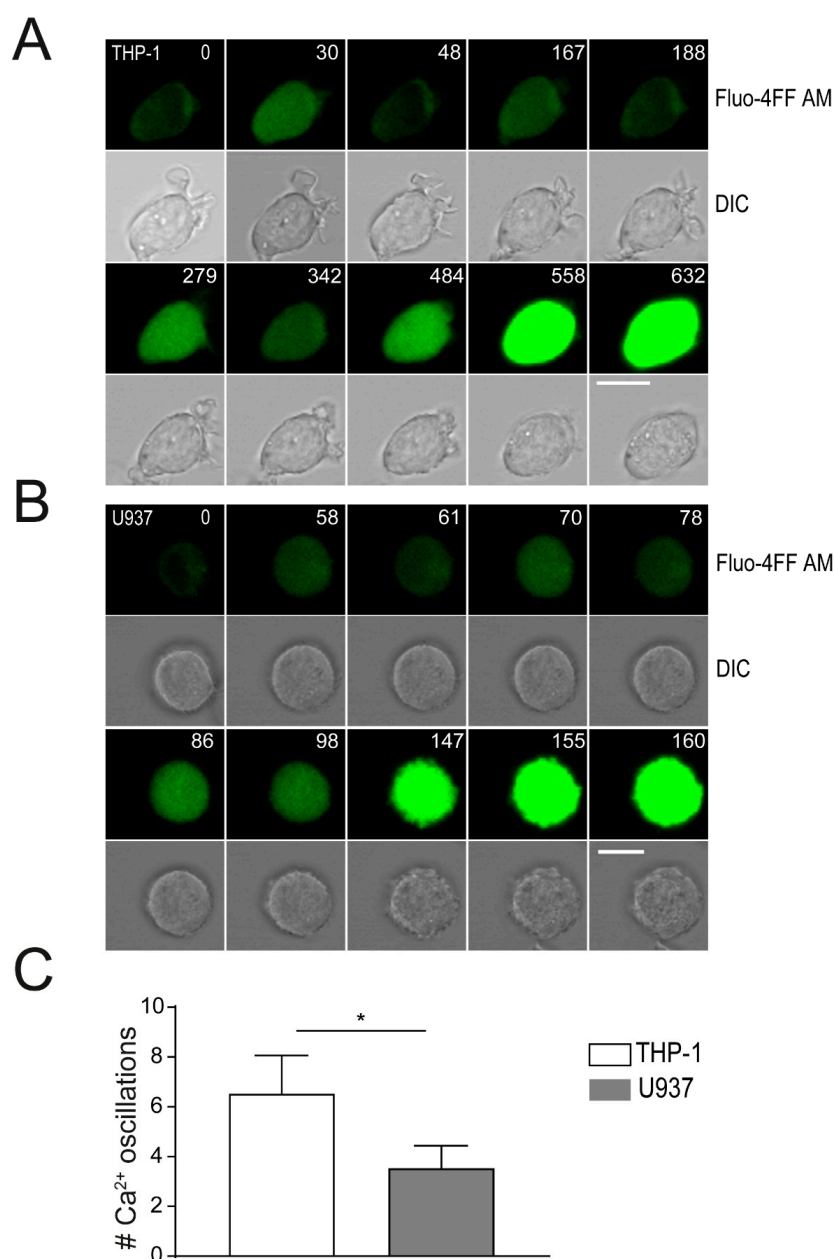 A
THP-1 0 30 48 167 188
Fluo-4FF AM
DIC
279 342 484 558 632
B
U937 0 58 61 70 78
Fluo-4FF AM
DIC
86 98 147 155 160
C
# Ca²⁺ oscillations
10
8
6
4
2
0
*
THP-1
U937